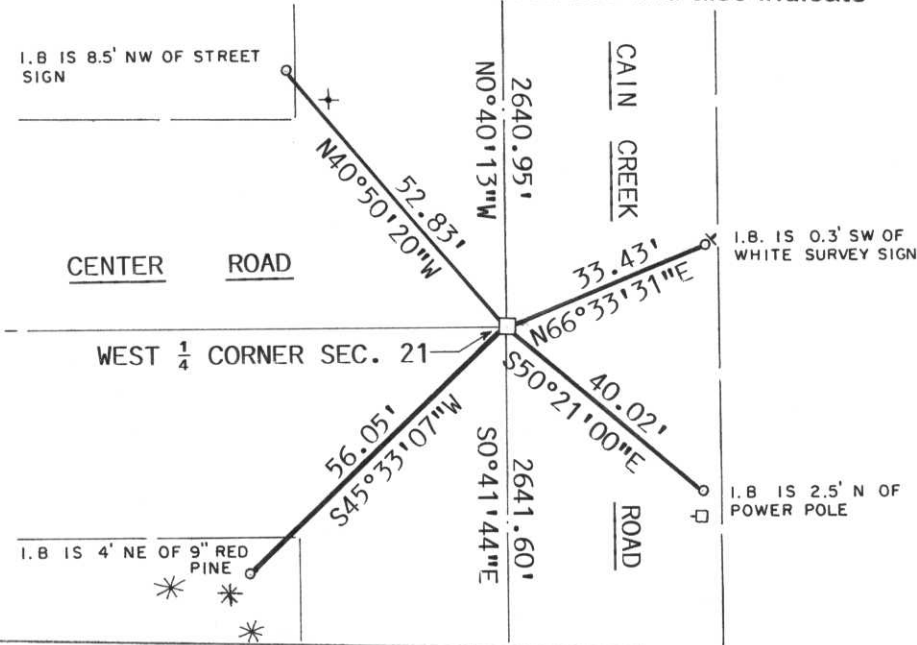 I.B IS 8.5' NW OF STREET
SIGN
CAIN CREEK
2640.95'
N0°40'13"W
52.83'
N40°50'20"W
CENTER ROAD
33.43'
N66°33'31"E
I.B. IS 0.3' SW OF
WHITE SURVEY SIGN
WEST 1/4 CORNER SEC. 21
56.05'
S45°33'07"W
40.02'
S50°21'00"E
2641.60'
S0°41'44"E
ROAD
I.B IS 2.5' N OF
POWER POLE
I.B IS 4' NE OF 9" RED
PINE